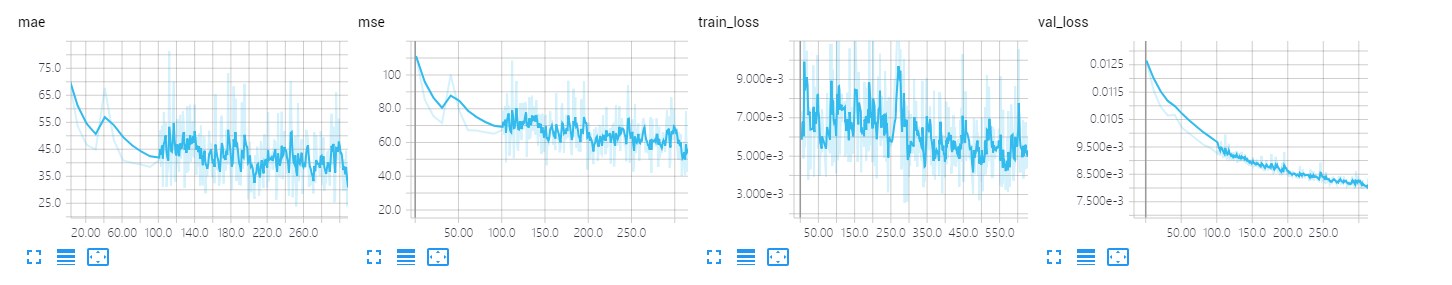 mae
75.0
65.0
55.0
45.0
35.0
25.0
20.00 60.00 100.0 140.0 180.0 220.0 260.0
mse
100
80.0
60.0
40.0
20.0
50.00 100.0 150.0 200.0 250.0
train_loss
9.000e-3
7.000e-3
5.000e-3
3.000e-3
50.00 150.0 250.0 350.0 450.0 550.0
val_loss
0.0125
0.0115
0.0105
9.500e-3
8.500e-3
7.500e-3
50.00 100.0 150.0 200.0 250.0